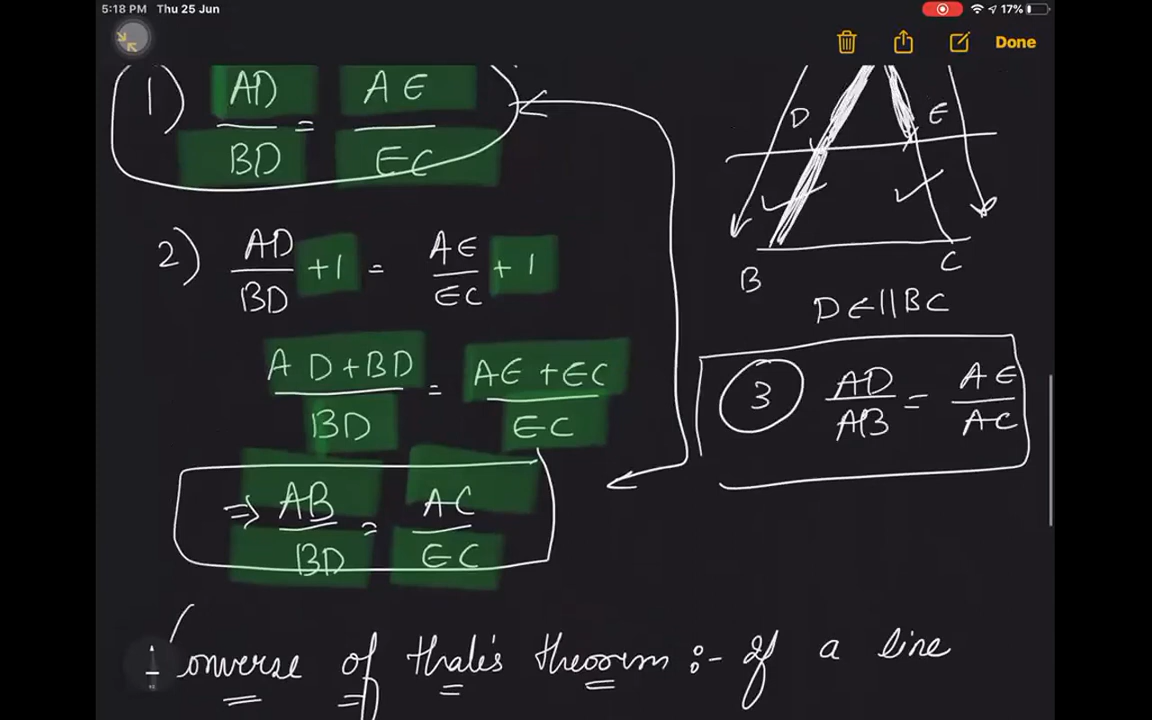 5:18 PM Thu 25 Jun
17%
Done
1) AD/BD = AE/EC
D E
B C
DE||BC
2) AD/BD +1 = AE/EC + 1
AD+BD/BD = AE+EC/EC
⇒ AB/BD = AC/EC
3 AD/AB = AE/AC
Converse of thale's theorem :- If a line